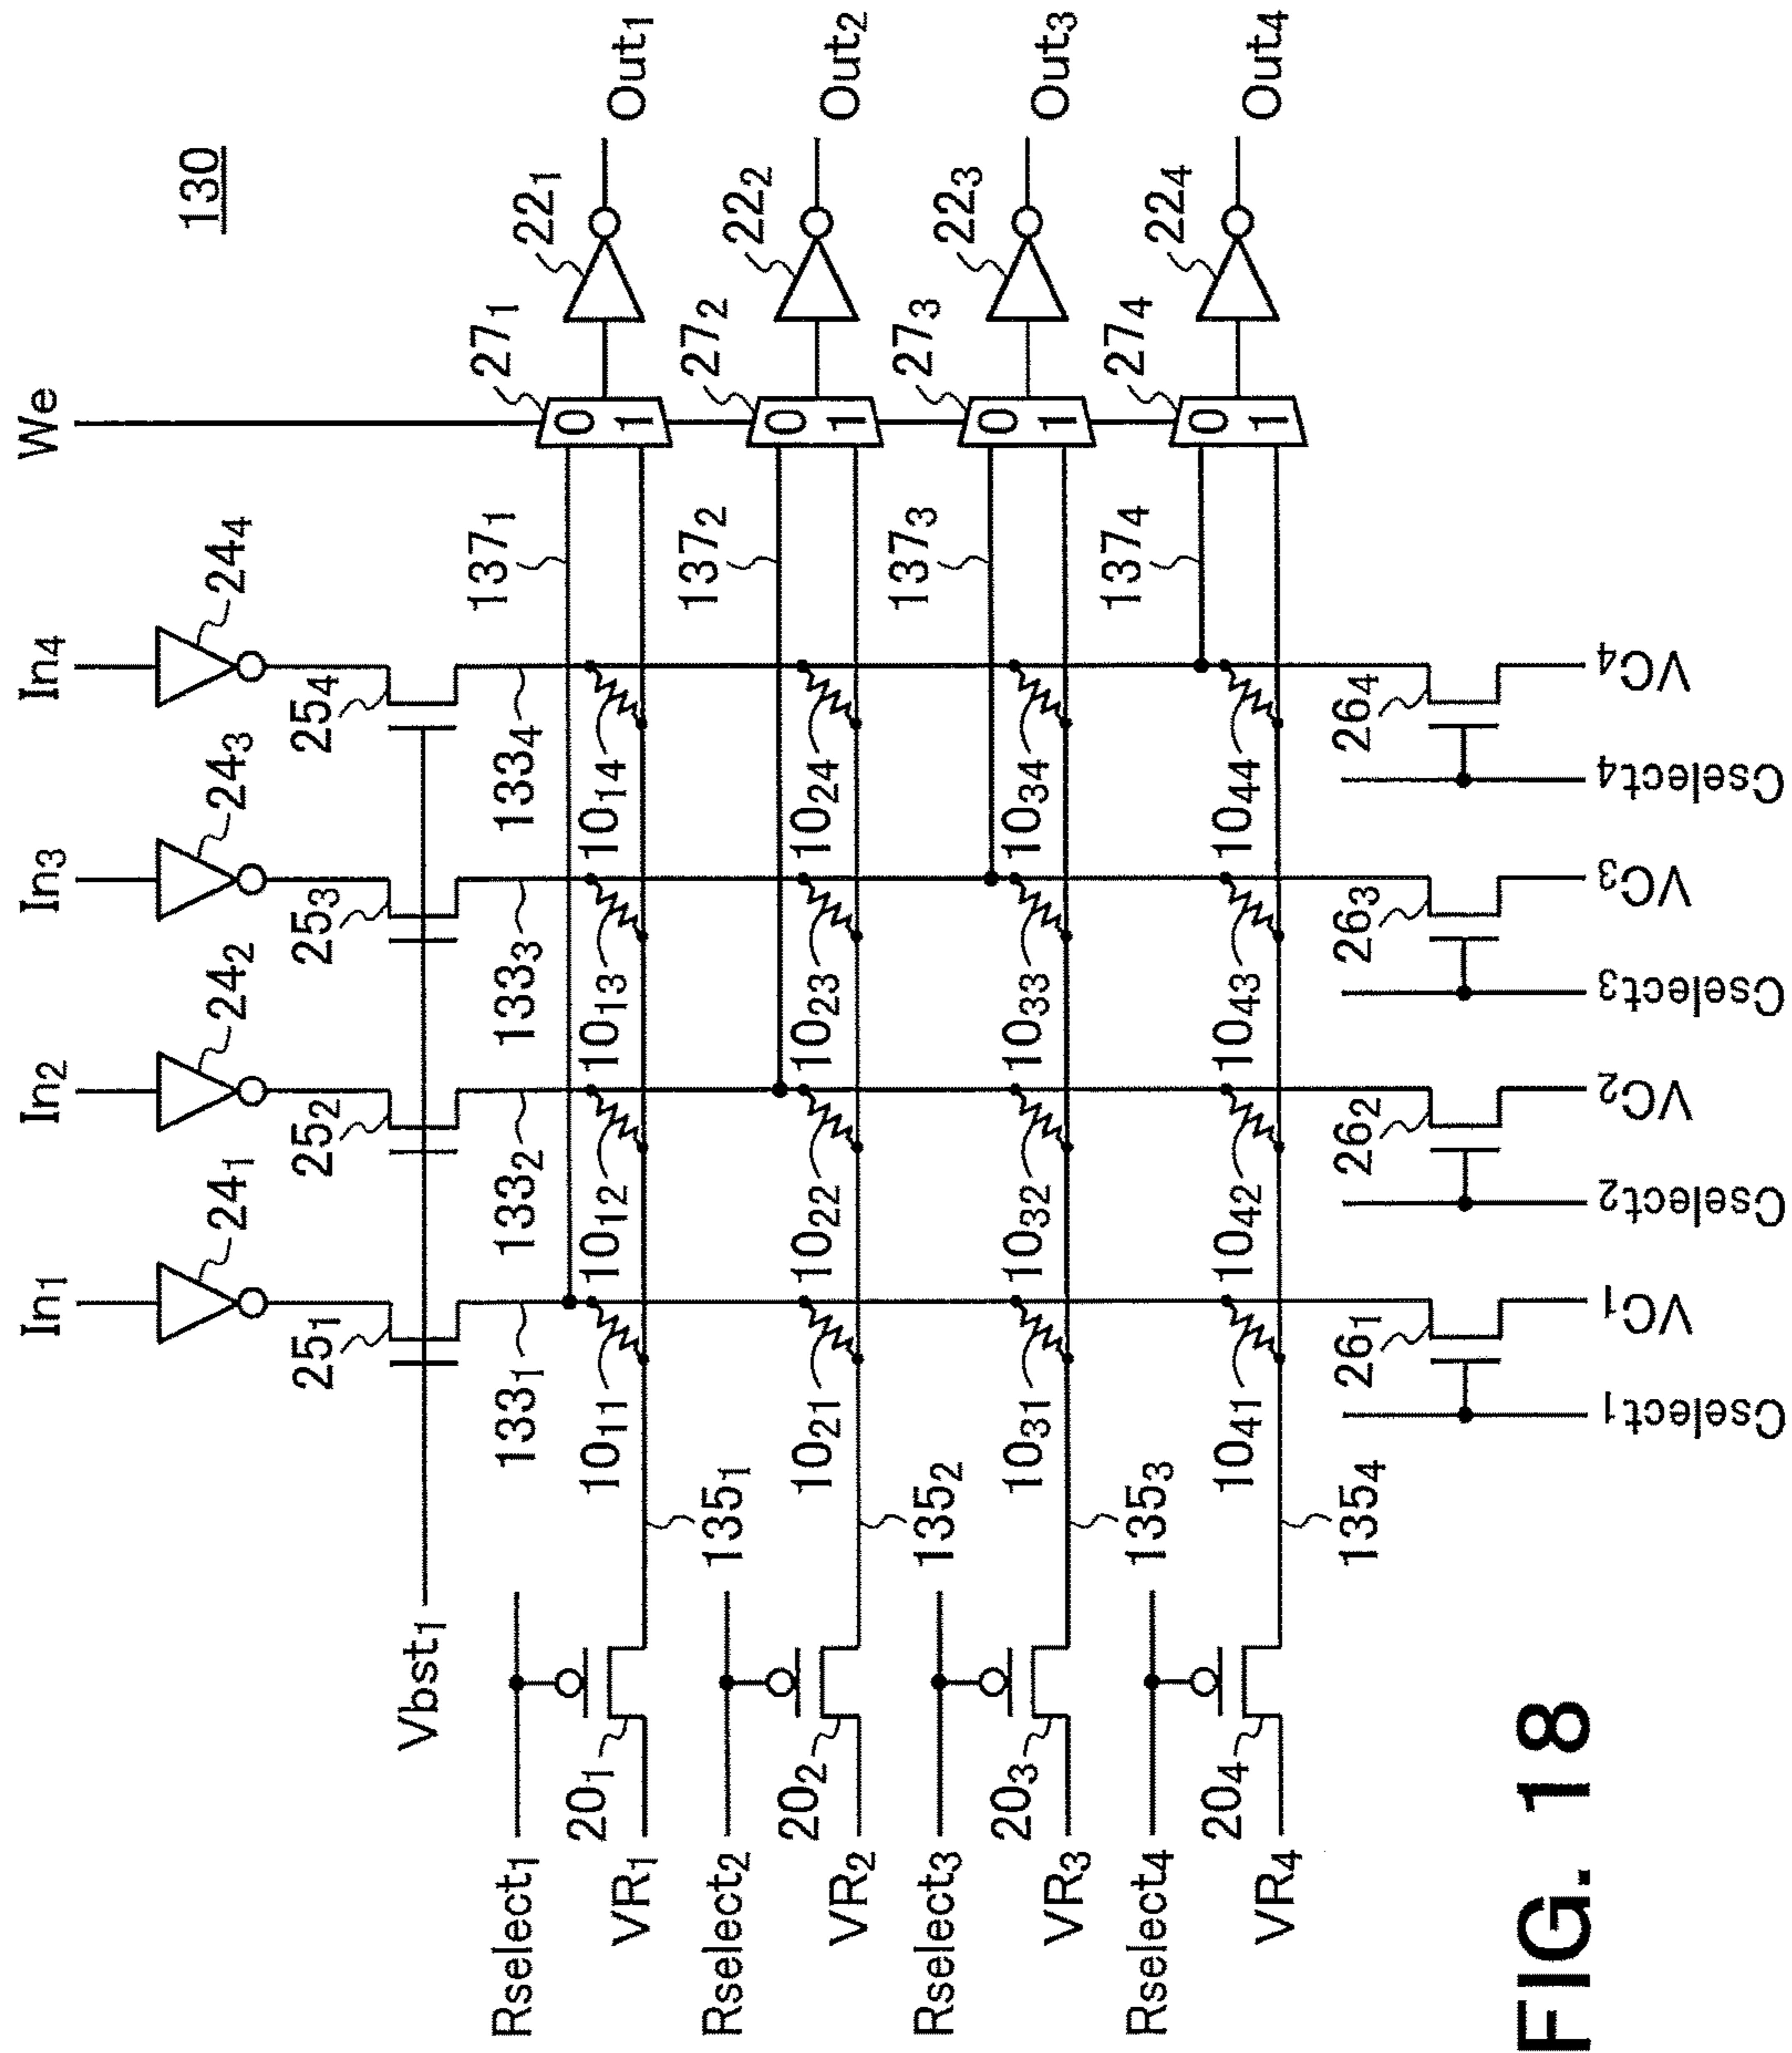 130
In₁ In₂ In₃ In₄ We
24₁ 24₂ 24₃ 24₄
25₁ 25₂ 25₃ 25₄
Vbst₁
133₁ 133₂ 133₃ 133₄
137₁ 27₁ 22₁ Out₁
0
1
Rselect₁
10₁₁ 10₁₂ 10₁₃ 10₁₄
20₁
VR₁
135₁
137₂ 27₂ 22₂ Out₂
0
1
Rselect₂
10₂₁ 10₂₂ 10₂₃ 10₂₄
20₂
VR₂
135₂
137₃ 27₃ 22₃ Out₃
0
1
Rselect₃
10₃₁ 10₃₂ 10₃₃ 10₃₄
20₃
VR₃
135₃
137₄ 27₄ 22₄ Out₄
0
1
Rselect₄
10₄₁ 10₄₂ 10₄₃ 10₄₄
20₄
VR₄
135₄
26₁ 26₂ 26₃ 26₄
Cselect₁ VC₁ Cselect₂ VC₂ Cselect₃ VC₃ Cselect₄ VC₄
FIG. 18